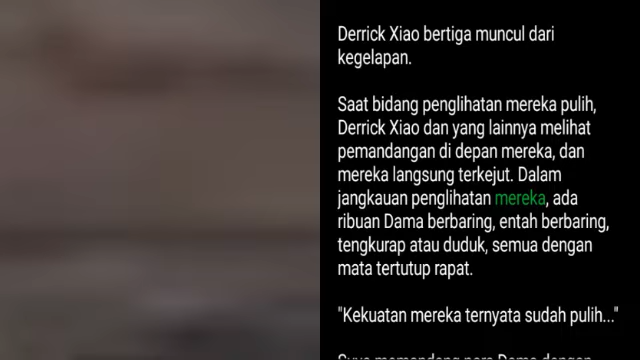 Derrick Xiao bertiga muncul dari
kegelapan.
Saat bidang penglihatan mereka pulih,
Derrick Xiao dan yang lainnya melihat
pemandangan di depan mereka, dan
mereka langsung terkejut. Dalam
jangkauan penglihatan mereka, ada
ribuan Dama berbaring, entah berbaring,
tengkurap atau duduk, semua dengan
mata tertutup rapat.
"Kekuatan mereka ternyata sudah pulih..."